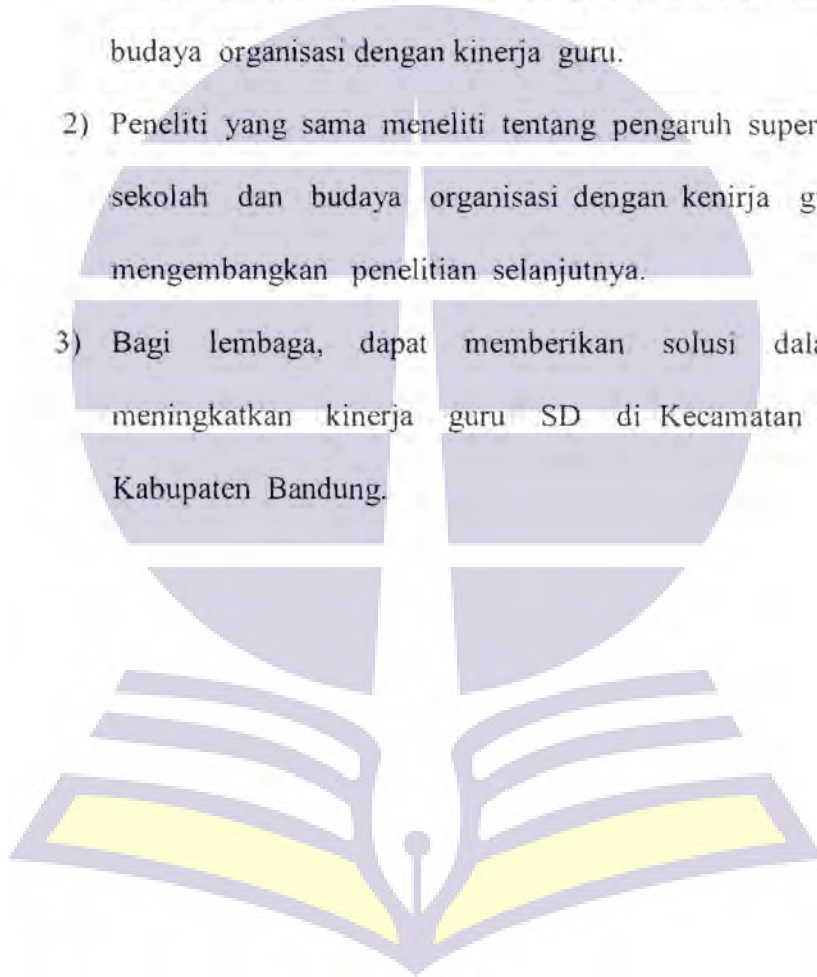 budaya organisasi dengan kinerja guru.
2) Peneliti yang sama meneliti tentang pengaruh super
sekolah dan budaya organisasi dengan kenirja g
mengembangkan penelitian selanjutnya.
3) Bagi lembaga, dapat memberikan solusi dala
meningkatkan kinerja guru SD di Kecamatan
Kabupaten Bandung.